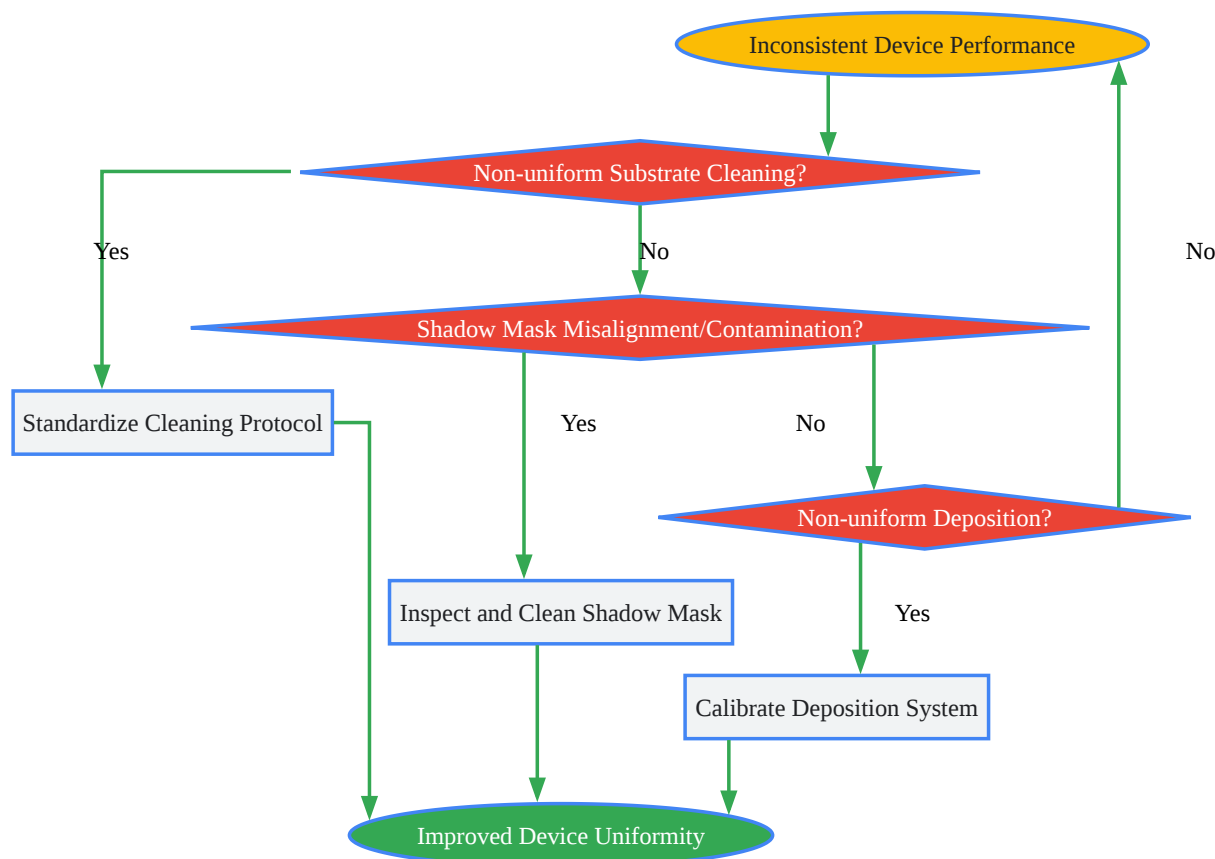 Inconsistent Device Performance
Non-uniform Substrate Cleaning?
Yes
No
No
Shadow Mask Misalignment/Contamination?
Standardize Cleaning Protocol
Yes
No
Non-uniform Deposition?
Inspect and Clean Shadow Mask
Yes
Calibrate Deposition System
Improved Device Uniformity